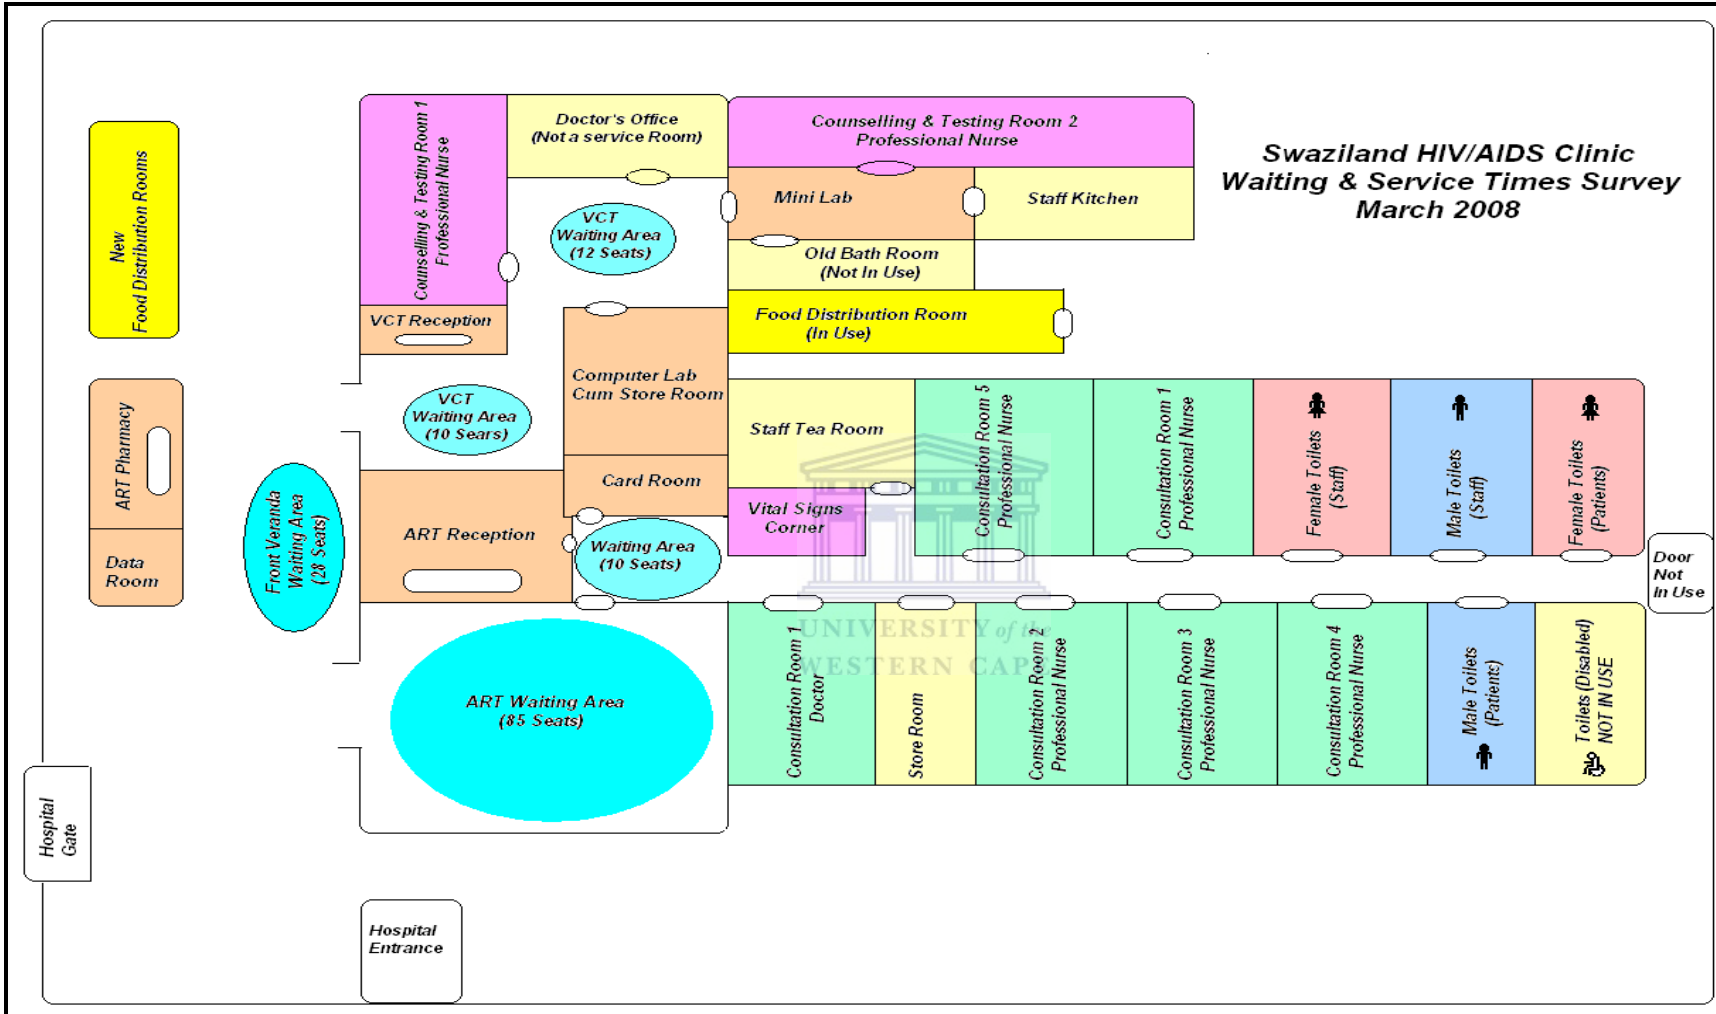 Swaziland HIV/AIDS Clinic
Waiting & Service Times Survey
March 2008
New
Food Distribution Rooms
ART Pharmacy
Data
Room
Front Veranda
Waiting Area
(28 Seats)
Hospital
Gate
Hospital
Entrance
Counselling & Testing Room 1
Professional Nurse
Doctor's Office
(Not a service Room)
VCT
Waiting Area
(12 Seats)
VCT Reception
VCT
Waiting Area
(10 Sears)
Computer Lab
Cum Store Room
Card Room
ART Reception
Waiting Area
(10 Seats)
ART Waiting Area
(85 Seats)
Counselling & Testing Room 2
Professional Nurse
Mini Lab
Staff Kitchen
Old Bath Room
(Not In Use)
Food Distribution Room
(In Use)
Staff Tea Room
Vital Signs
Corner
Consultation Room 5
Professional Nurse
Consultation Room 1
Professional Nurse
Female Toilets
(Staff)
Male Toilets
(Staff)
Female Toilets
(Patients)
Door
Not
In Use
Consultation Room 1
Doctor
Store Room
Consultation Room 2
Professional Nurse
Consultation Room 3
Professional Nurse
Consultation Room 4
Professional Nurse
Male Toilets
(Patients)
Toilets (Disabled)
NOT IN USE
UNIVERSITY of the
WESTERN CAPE